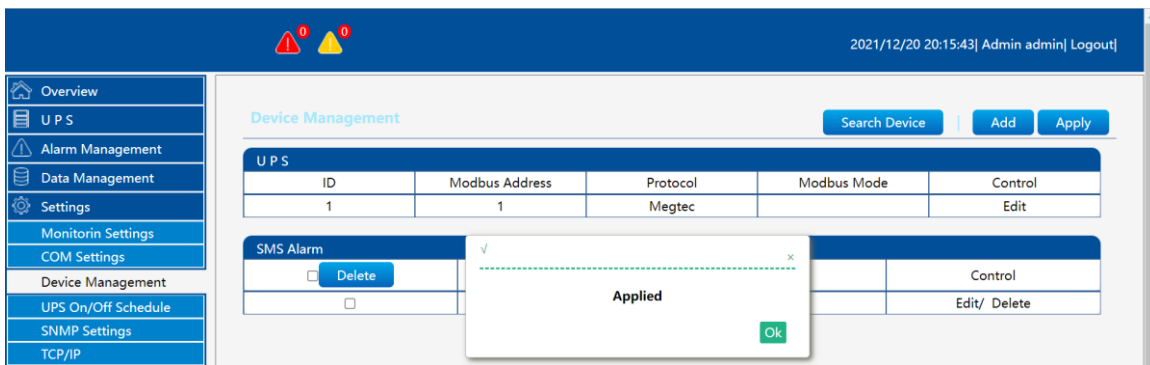 0 0
2021/12/20 20:15:43| Admin admin| Logout|
Overview
U P S
Alarm Management
Data Management
Settings
Monitorin Settings
COM Settings
Device Management
UPS On/Off Schedule
SNMP Settings
TCP/IP
Device Management
Search Device | Add Apply
U P S
ID Modbus Address Protocol Modbus Mode Control
1 1 Megtec Edit
SMS Alarm
Delete Control
Edit/ Delete
√ ×
Applied
Ok